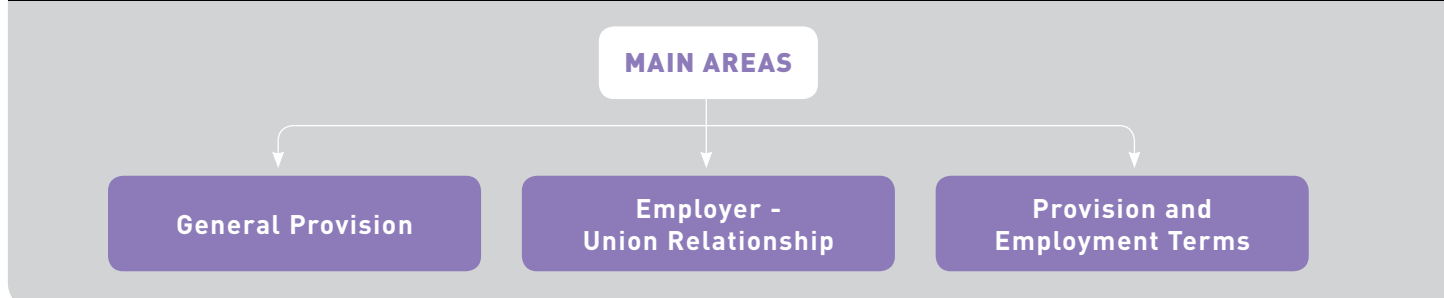 MAIN AREAS
General Provision
Employer -
Union Relationship
Provision and
Employment Terms